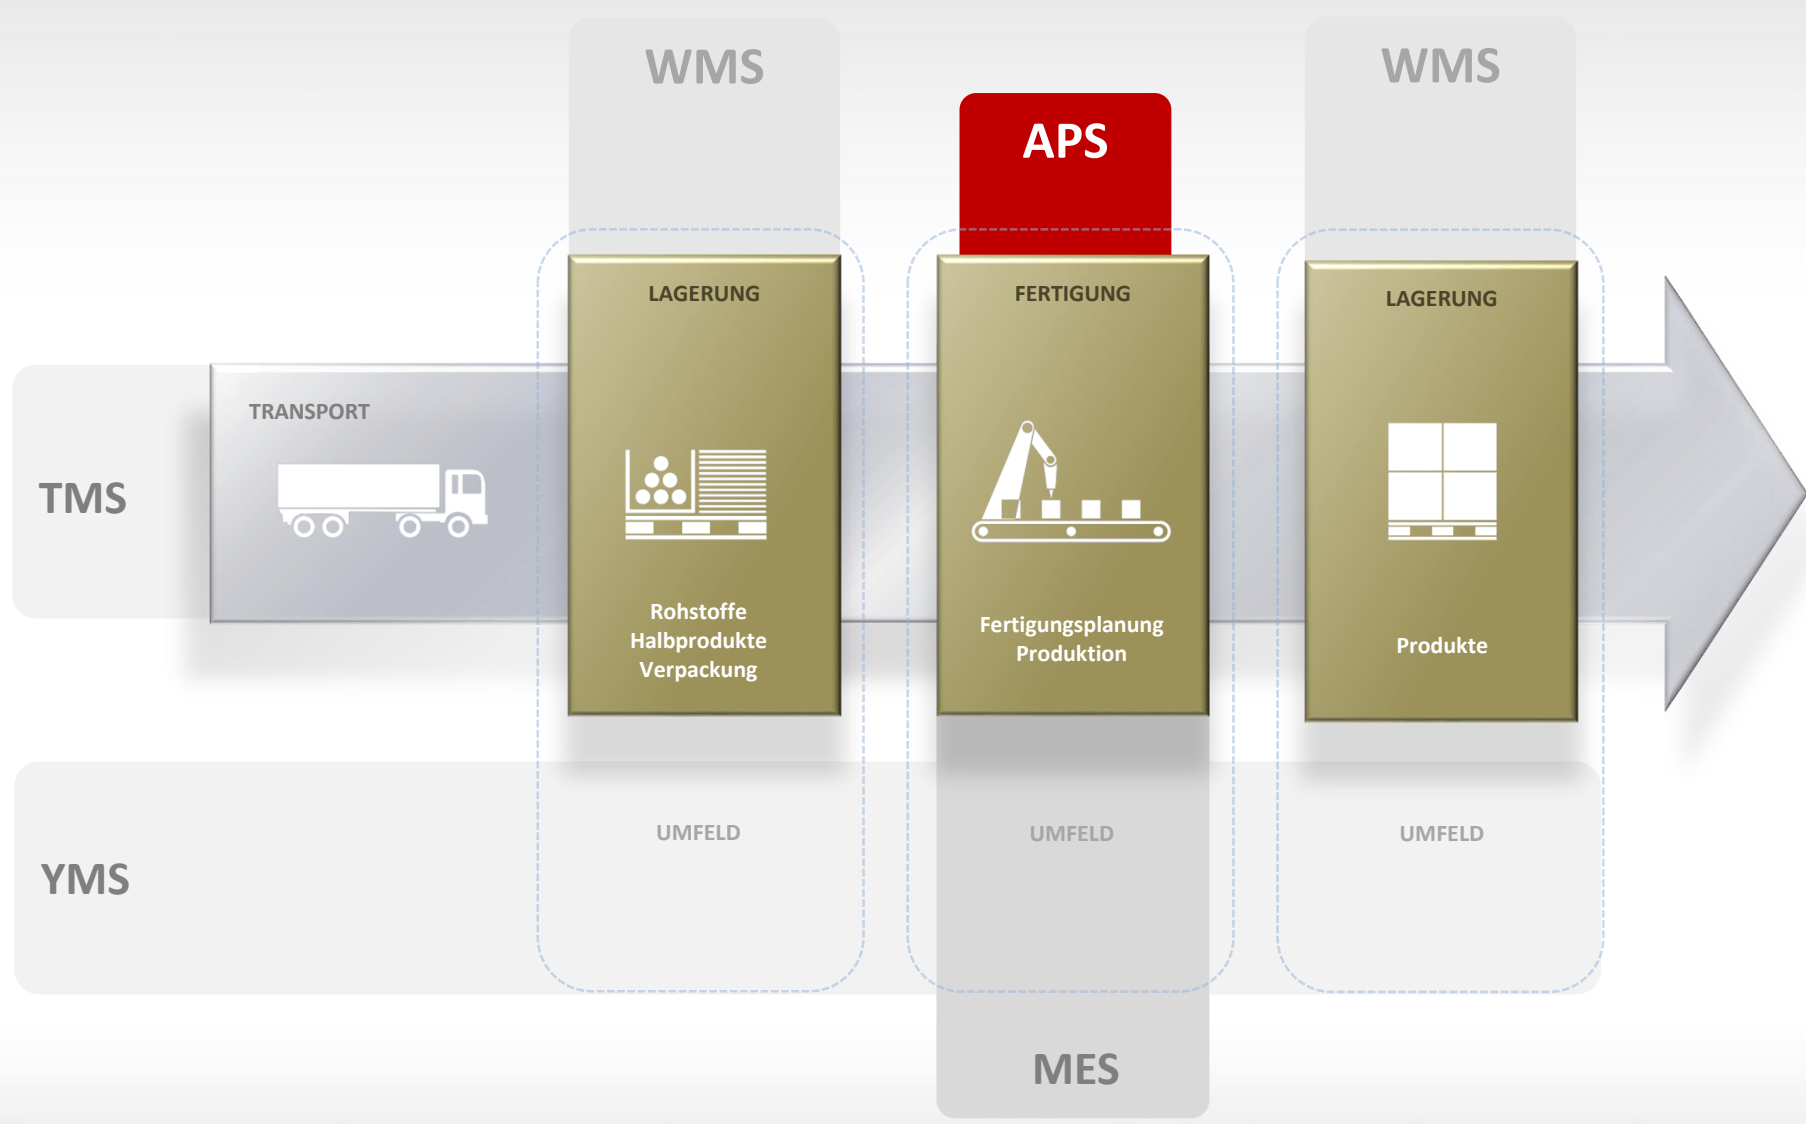 WMS
WMS
APS
LAGERUNG
FERTIGUNG
LAGERUNG
TRANSPORT
TMS
Rohstoffe
Halbprodukte
Verpackung
Fertigungsplanung
Produktion
Produkte
UMFELD
UMFELD
UMFELD
YMS
MES